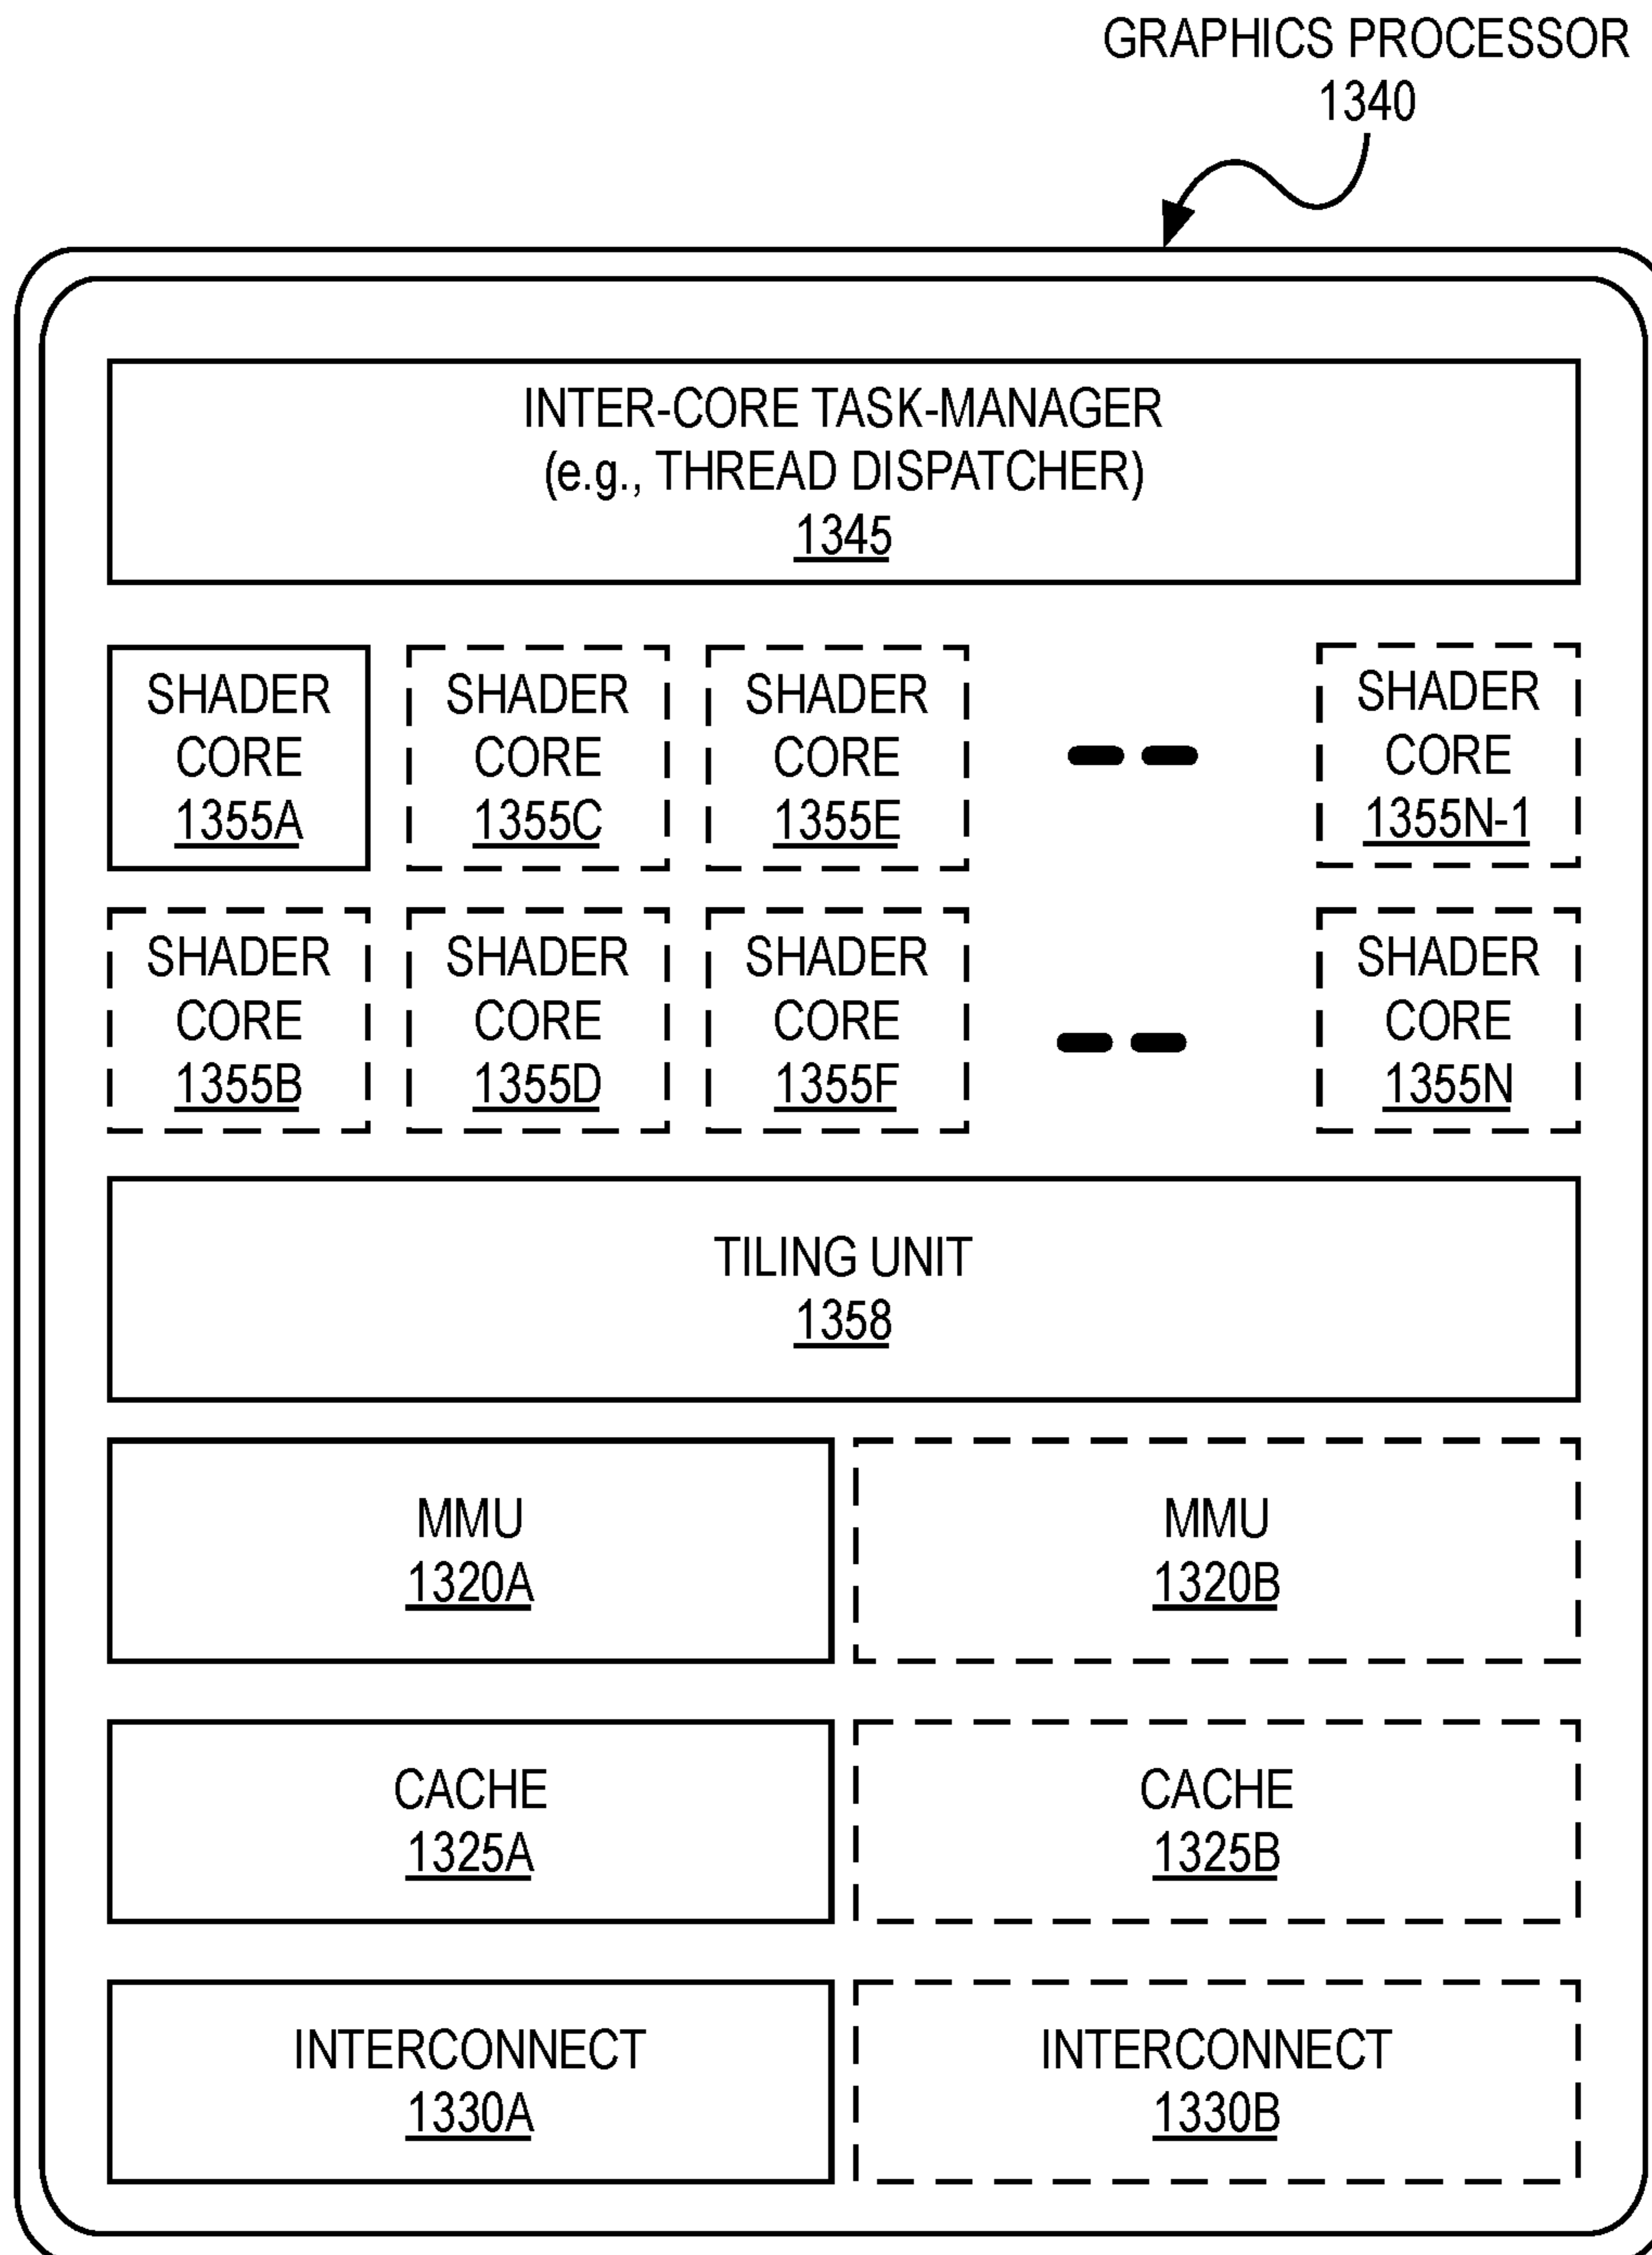 GRAPHICS PROCESSOR
1340
INTER-CORE TASK-MANAGER
(e.g., THREAD DISPATCHER)
1345
SHADER
CORE
1355A
SHADER
CORE
1355C
SHADER
CORE
1355E
SHADER
CORE
1355N-1
SHADER
CORE
1355B
SHADER
CORE
1355D
SHADER
CORE
1355F
SHADER
CORE
1355N
TILING UNIT
1358
MMU
1320A
MMU
1320B
CACHE
1325A
CACHE
1325B
INTERCONNECT
1330A
INTERCONNECT
1330B